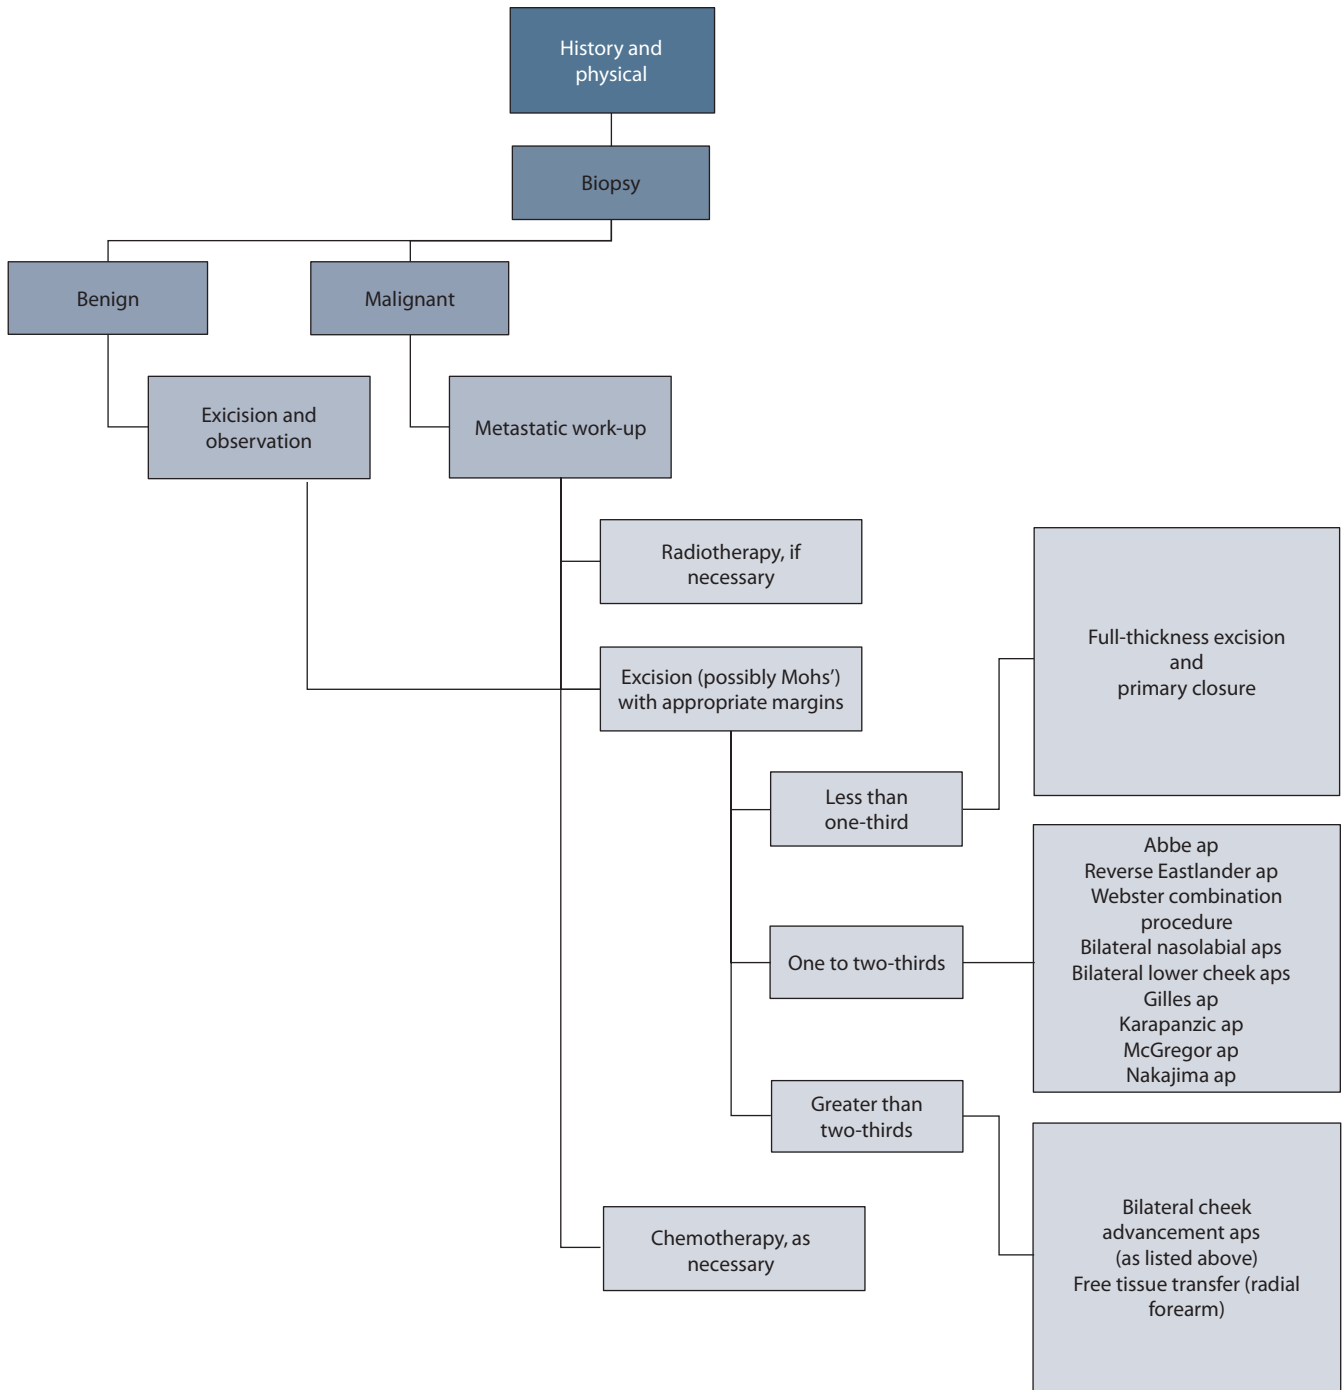 History and
physical
Biopsy
Benign
Malignant
Exicision and
observation
Metastatic work-up
Radiotherapy, if
necessary
Excision (possibly Mohs’)
with appropriate margins
Less than
one-third
Full-thickness excision
and
primary closure
One to two-thirds
Abbe ap
Reverse Eastlander ap
Webster combination
procedure
Bilateral nasolabial aps
Bilateral lower cheek aps
Gilles ap
Karapanzic ap
McGregor ap
Nakajima ap
Greater than
two-thirds
Bilateral cheek
advancement aps
(as listed above)
Free tissue transfer (radial
forearm)
Chemotherapy, as
necessary